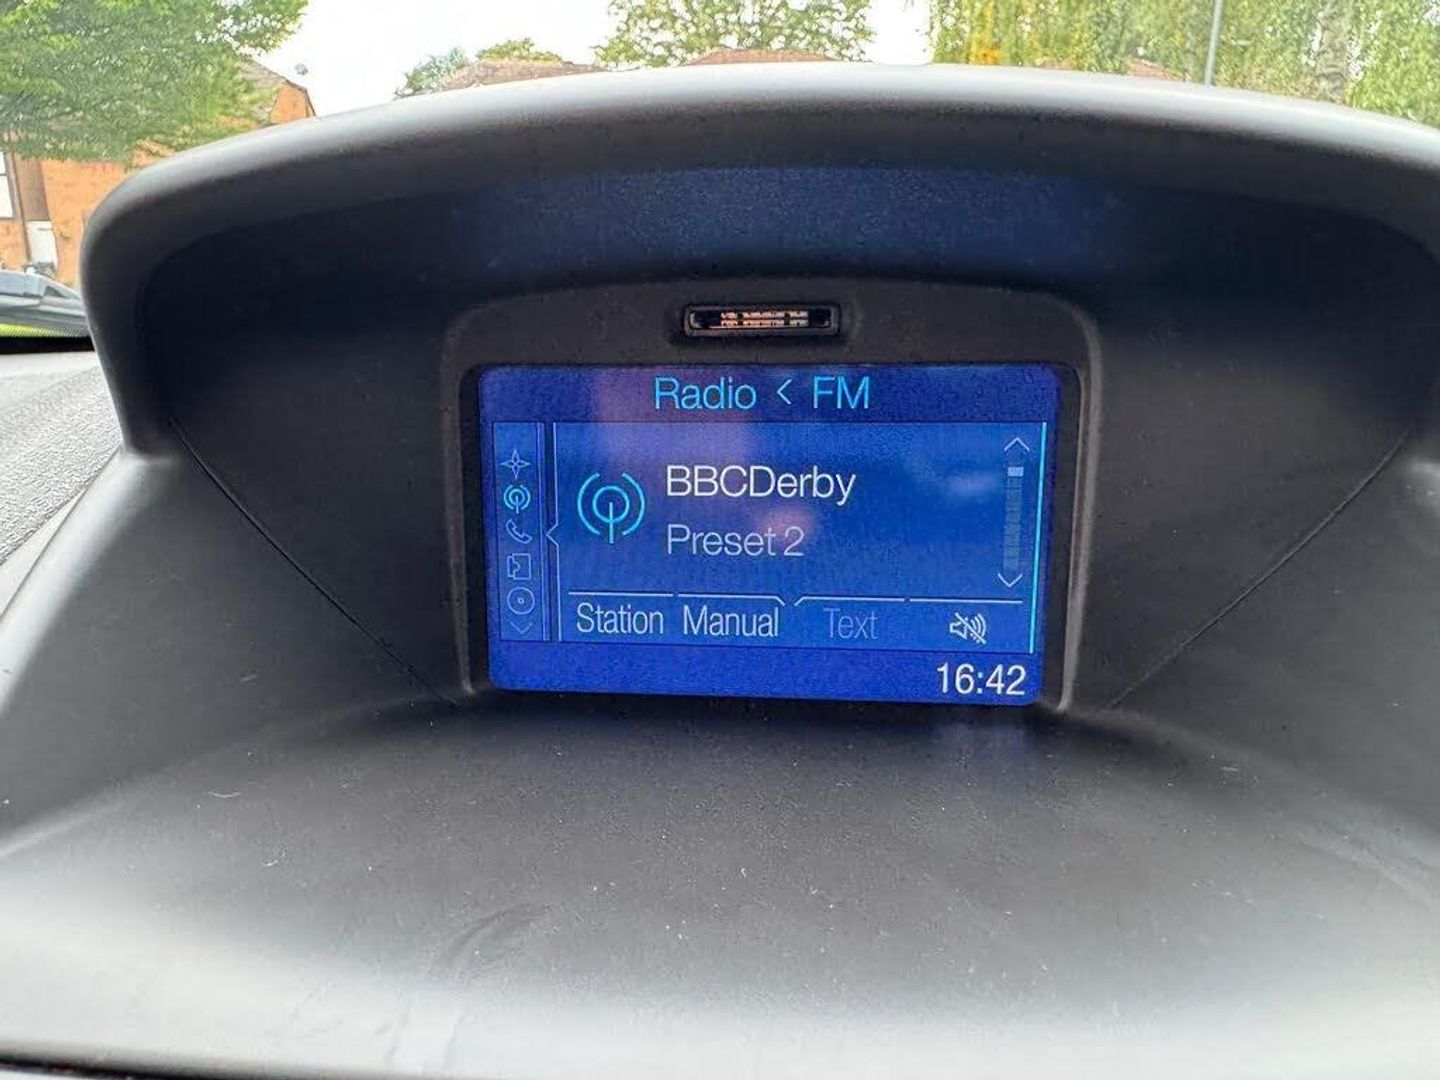 Radio < FM
BBCDerby
Preset 2
Station Manual Text
16:42